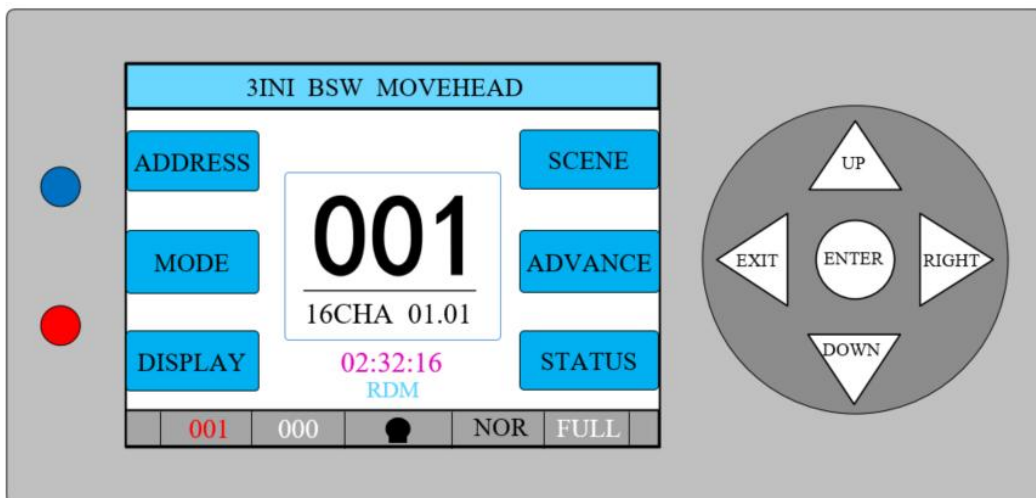 3INI BSW MOVEHEAD
ADDRESS
SCENE
001
MODE
ADVANCE
16CHA 01.01
DISPLAY
02:32:16
STATUS
RDM
001 000 NOR FULL
UP
EXIT ENTER RIGHT
DOWN